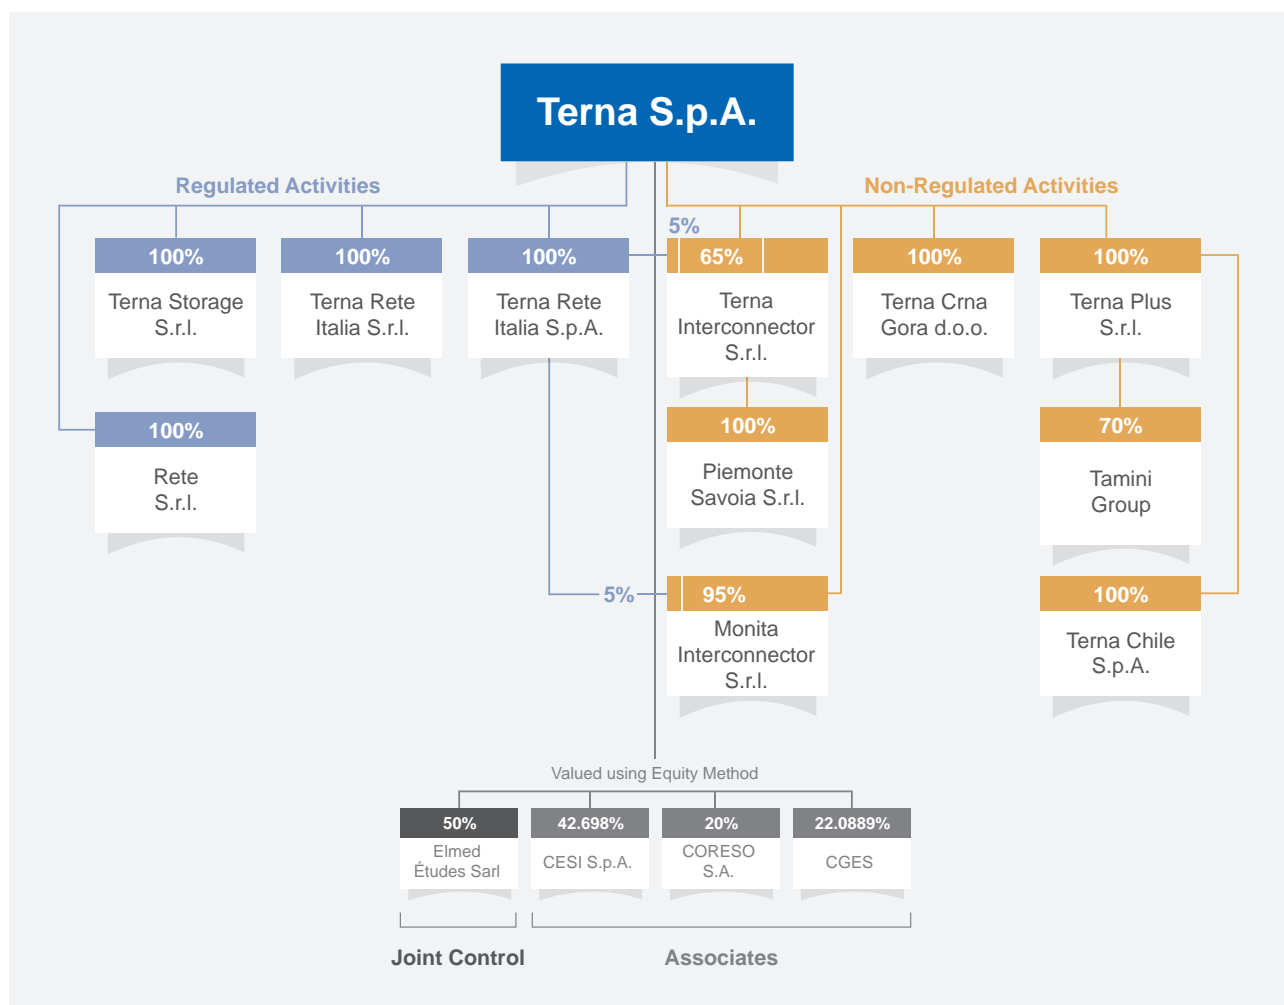 Terna S.p.A.
Regulated Activities
Non-Regulated Activities
5%
100%
Terna Storage
S.r.l.
100%
Terna Rete
Italia S.r.l.
100%
Terna Rete
Italia S.p.A.
65%
Terna
Interconnector
S.r.l.
100%
Terna Crna
Gora d.o.o.
100%
Terna Plus
S.r.l.
100%
Rete
S.r.l.
100%
Piemonte
Savoia S.r.l.
70%
Tamini
Group
5%
95%
Monita
Interconnector
S.r.l.
100%
Terna Chile
S.p.A.
Valued using Equity Method
50%
Elmed
Études Sarl
42.698%
CESI S.p.A.
20%
CORESO
S.A.
22.0889%
CGES
Joint Control
Associates